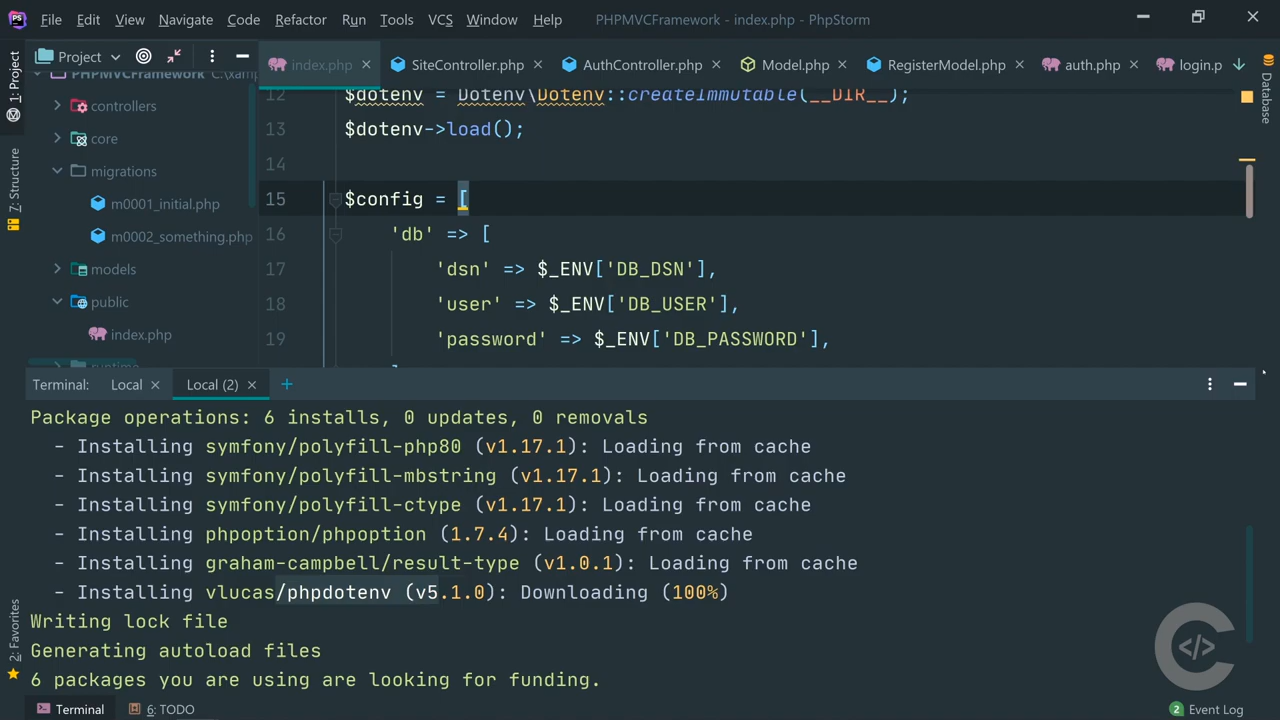 PS File Edit View Navigate Code Refactor Run Tools VCS Window Help PHPMVCFramework - index.php - PhpStorm
Project
index.php
SiteController.php
AuthController.php
Model.php
RegisterModel.php
auth.php
login.p
1: Project
7: Structure
2: Favorites
Database
PHPMVCFramework C:\xam
controllers
core
migrations
m0001_initial.php
m0002_something.php
models
public
index.php
runtime
12 $dotenv = Dotenv\Dotenv::createImmutable(__DIR__);
13 $dotenv->load();
14
15 $config = [
16 'db' => [
17 'dsn' => $_ENV['DB_DSN'],
18 'user' => $_ENV['DB_USER'],
19 'password' => $_ENV['DB_PASSWORD'],
]
Terminal: Local Local (2)
Package operations: 6 installs, 0 updates, 0 removals
- Installing symfony/polyfill-php80 (v1.17.1): Loading from cache
- Installing symfony/polyfill-mbstring (v1.17.1): Loading from cache
- Installing symfony/polyfill-ctype (v1.17.1): Loading from cache
- Installing phpoption/phpoption (1.7.4): Loading from cache
- Installing graham-campbell/result-type (v1.0.1): Loading from cache
- Installing vlucas/phpdotenv (v5.1.0): Downloading (100%)
Writing lock file
Generating autoload files
6 packages you are using are looking for funding.
</>
Terminal 6: TODO 2 Event Log